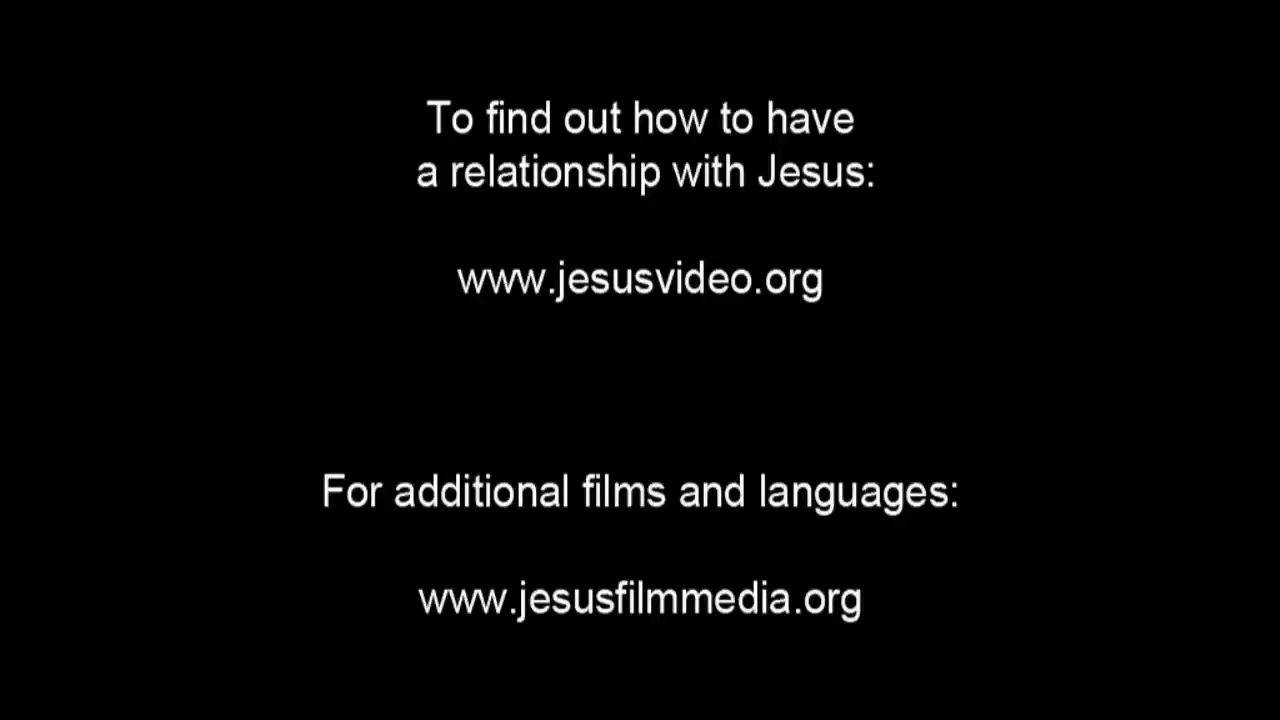 To find out how to have
a relationship with Jesus:
www.jesusvideo.org
For additional films and languages:
www.jesusfilmmedia.org